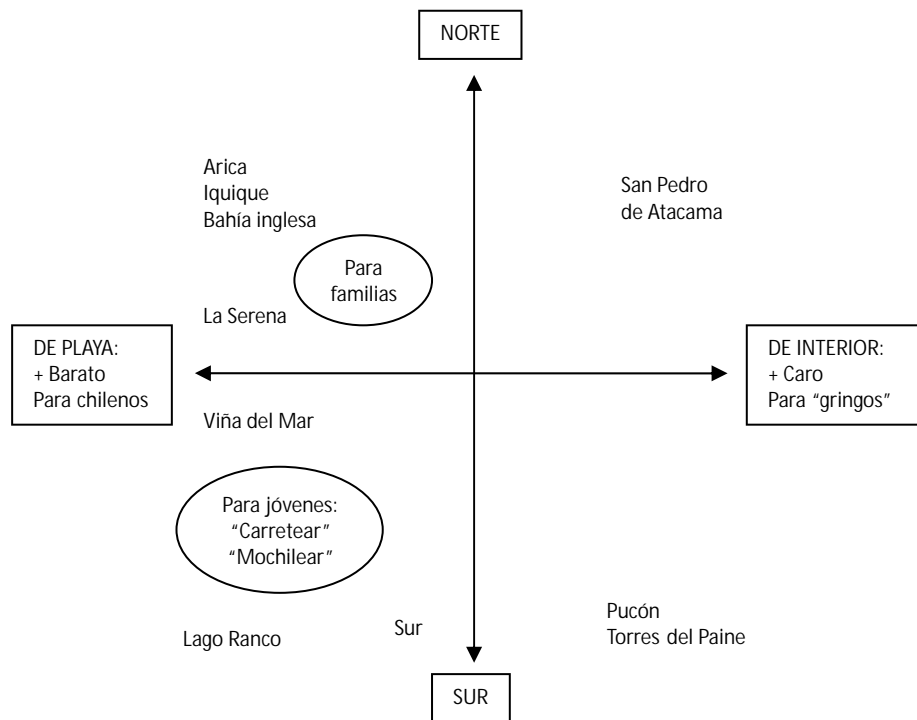 NORTE
Arica
Iquique
Bahía inglesa
San Pedro
de Atacama
Para
familias
La Serena
DE PLAYA:
+ Barato
Para chilenos
DE INTERIOR:
+ Caro
Para “gringos”
Viña del Mar
Para jóvenes:
“Carretear”
“Mochilear”
Lago Ranco
Sur
Pucón
Torres del Paine
SUR